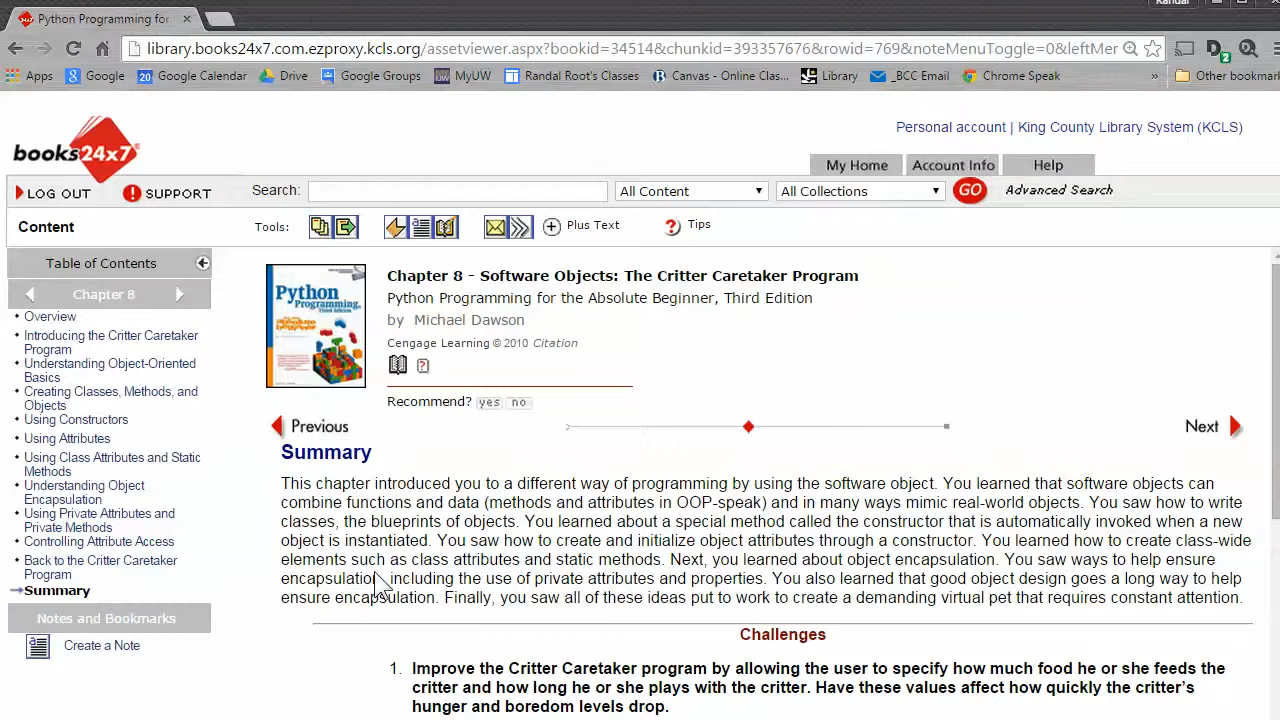 Randal
Python Programming for
library.books24x7.com.ezproxy.kcls.org/assetviewer.aspx?bookid=34514&chunkid=393357676&rowid=769&noteMenuToggle=0&leftMer
Apps Google 20 Google Calendar Drive Google Groups MyUW Randal Root's Classes Canvas - Online Clas... Library _BCC Email Chrome Speak » Other bookmar
books24x7
Personal account | King County Library System (KCLS)
My Home Account Info Help
LOG OUT SUPPORT Search: All Content All Collections GO Advanced Search
Content Tools: Plus Text Tips
Table of Contents
Chapter 8
Overview
Introducing the Critter Caretaker
Program
Understanding Object-Oriented
Basics
Creating Classes, Methods, and
Objects
Using Constructors
Using Attributes
Using Class Attributes and Static
Methods
Understanding Object
Encapsulation
Using Private Attributes and
Private Methods
Controlling Attribute Access
Back to the Critter Caretaker
Program
Summary
Notes and Bookmarks
Create a Note
Python
Programming,
Third Edition
Chapter 8 - Software Objects: The Critter Caretaker Program
Python Programming for the Absolute Beginner, Third Edition
by Michael Dawson
Cengage Learning © 2010 Citation
Recommend? yes no
Previous Next
Summary
This chapter introduced you to a different way of programming by using the software object. You learned that software objects can
combine functions and data (methods and attributes in OOP-speak) and in many ways mimic real-world objects. You saw how to write
classes, the blueprints of objects. You learned about a special method called the constructor that is automatically invoked when a new
object is instantiated. You saw how to create and initialize object attributes through a constructor. You learned how to create class-wide
elements such as class attributes and static methods. Next, you learned about object encapsulation. You saw ways to help ensure
encapsulation, including the use of private attributes and properties. You also learned that good object design goes a long way to help
ensure encapsulation. Finally, you saw all of these ideas put to work to create a demanding virtual pet that requires constant attention.
Challenges
1. Improve the Critter Caretaker program by allowing the user to specify how much food he or she feeds the
critter and how long he or she plays with the critter. Have these values affect how quickly the critter's
hunger and boredom levels drop.